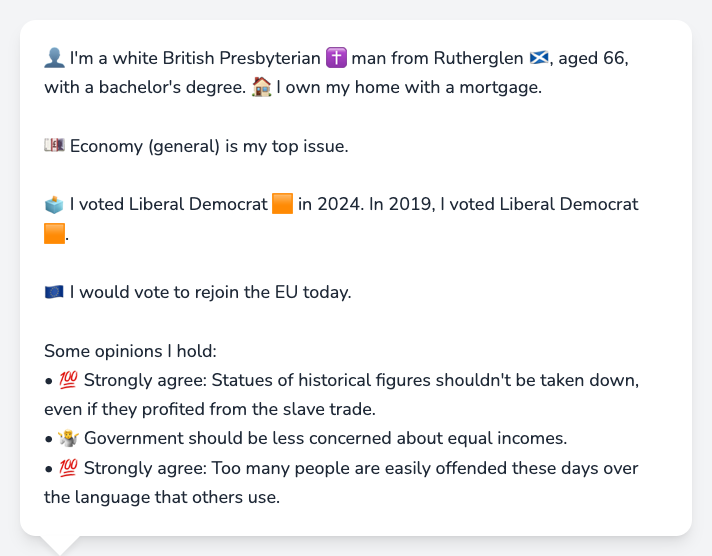 👤 I'm a white British Presbyterian ✝️ man from Rutherglen 🏴󠁧󠁢󠁳󠁣󠁴󠁿, aged 66,
with a bachelor's degree. 🏠 I own my home with a mortgage.
💷 Economy (general) is my top issue.
🗳️ I voted Liberal Democrat 🟧 in 2024. In 2019, I voted Liberal Democrat
🟧.
🇪🇺 I would vote to rejoin the EU today.
Some opinions I hold:
• 💯 Strongly agree: Statues of historical figures shouldn't be taken down,
even if they profited from the slave trade.
• 🤷 Government should be less concerned about equal incomes.
• 💯 Strongly agree: Too many people are easily offended these days over
the language that others use.